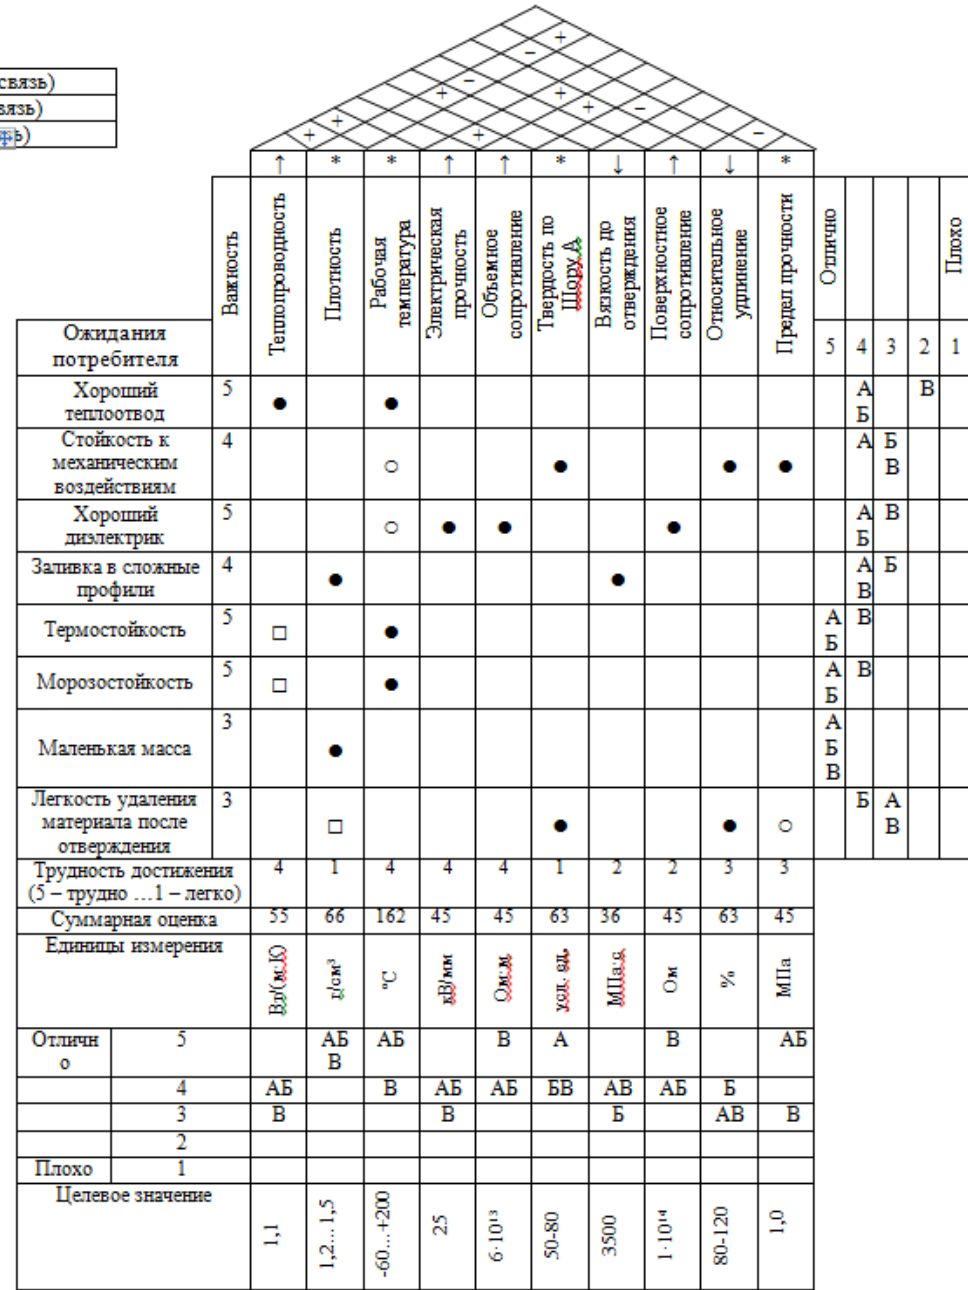 связь)
вязь)
ь)
+
−
− + + −
+ + + + −
↑ * * ↑ ↑ * ↓ ↑ ↓ *
Важность
Теплопроводность
Плотность
Рабочая
температура
Электрическая
прочность
Объемное
сопротивление
Твердость по
Шору А
Вязкость до
отверждения
Поверхностное
сопротивление
Относительное
удлинение
Предел прочности
Отлично
Плохо
Ожидания
потребителя
5 4 3 2 1
Хороший
теплоотвод
5 ● ● А В
Б
Стойкость к
механическим
воздействиям
4 ○ ● ● ● А Б
В
Хороший
диэлектрик
5 ○ ● ● ● А В
Б
Заливка в сложные
профили
4 ● ● А Б
В
Термостойкость
5 □ ● А В
Б
Морозостойкость
5 □ ● А В
Б
Маленькая масса
3 ● А
Б
В
Легкость удаления
материала после
отверждения
3 □ ● ● ○ Б А
В
Трудность достижения
(5 – трудно …1 – легко)
4 1 4 4 4 1 2 2 3 3
Суммарная оценка 55 66 162 45 45 63 36 45 63 45
Единицы измерения
Вт/(м·К)
г/см³
°С
кВ/мм
Ом·м
усл. ед.
МПа·с
Ом
%
МПа
Отличн
о
5 АБ АБ В А В АБ
В
4 АБ В АБ АБ БВ АВ АБ Б
3 В В Б АВ В
2
Плохо 1
Целевое значение
1,1
1,2...1,5
-60...+200
25
6·10¹³
50-80
3500
1·10¹⁴
80-120
1,0